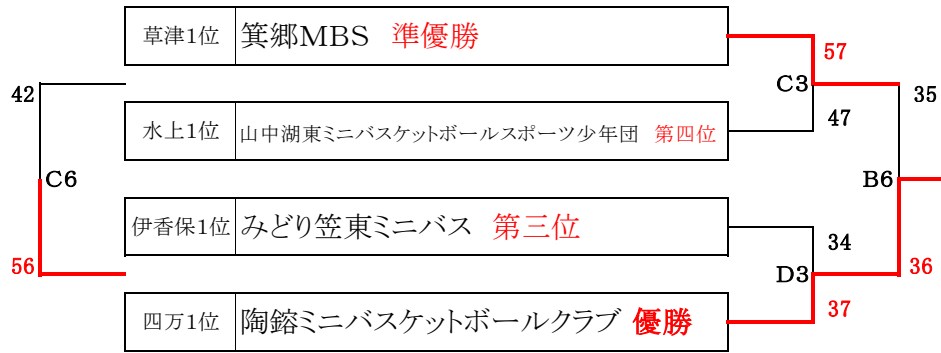 草津1位 箕郷MBS 準優勝
57
C3
42
35
水上1位 山中湖東ミニバスケットボールスポーツ少年団 第四位
47
C6
B6
伊香保1位 みどり笠東ミニバス 第三位
34
56
D3
36
四万1位 陶鎔ミニバスケットボールクラブ 優勝
37